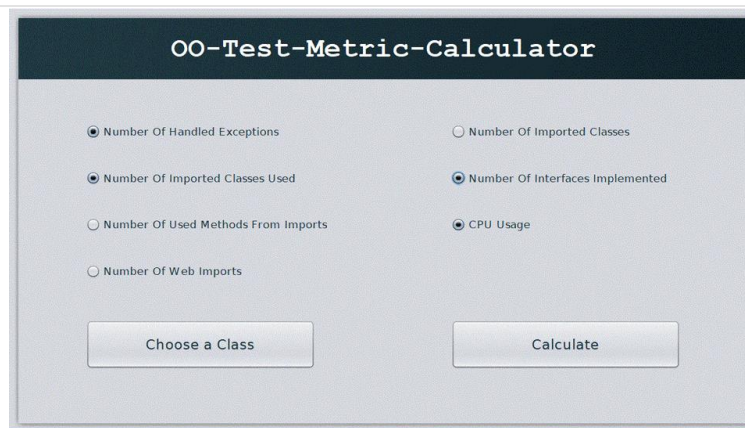 OO-Test-Metric-Calculator
Number Of Handled Exceptions
Number Of Imported Classes
Number Of Imported Classes Used
Number Of Interfaces Implemented
Number Of Used Methods From Imports
CPU Usage
Number Of Web Imports
Choose a Class
Calculate